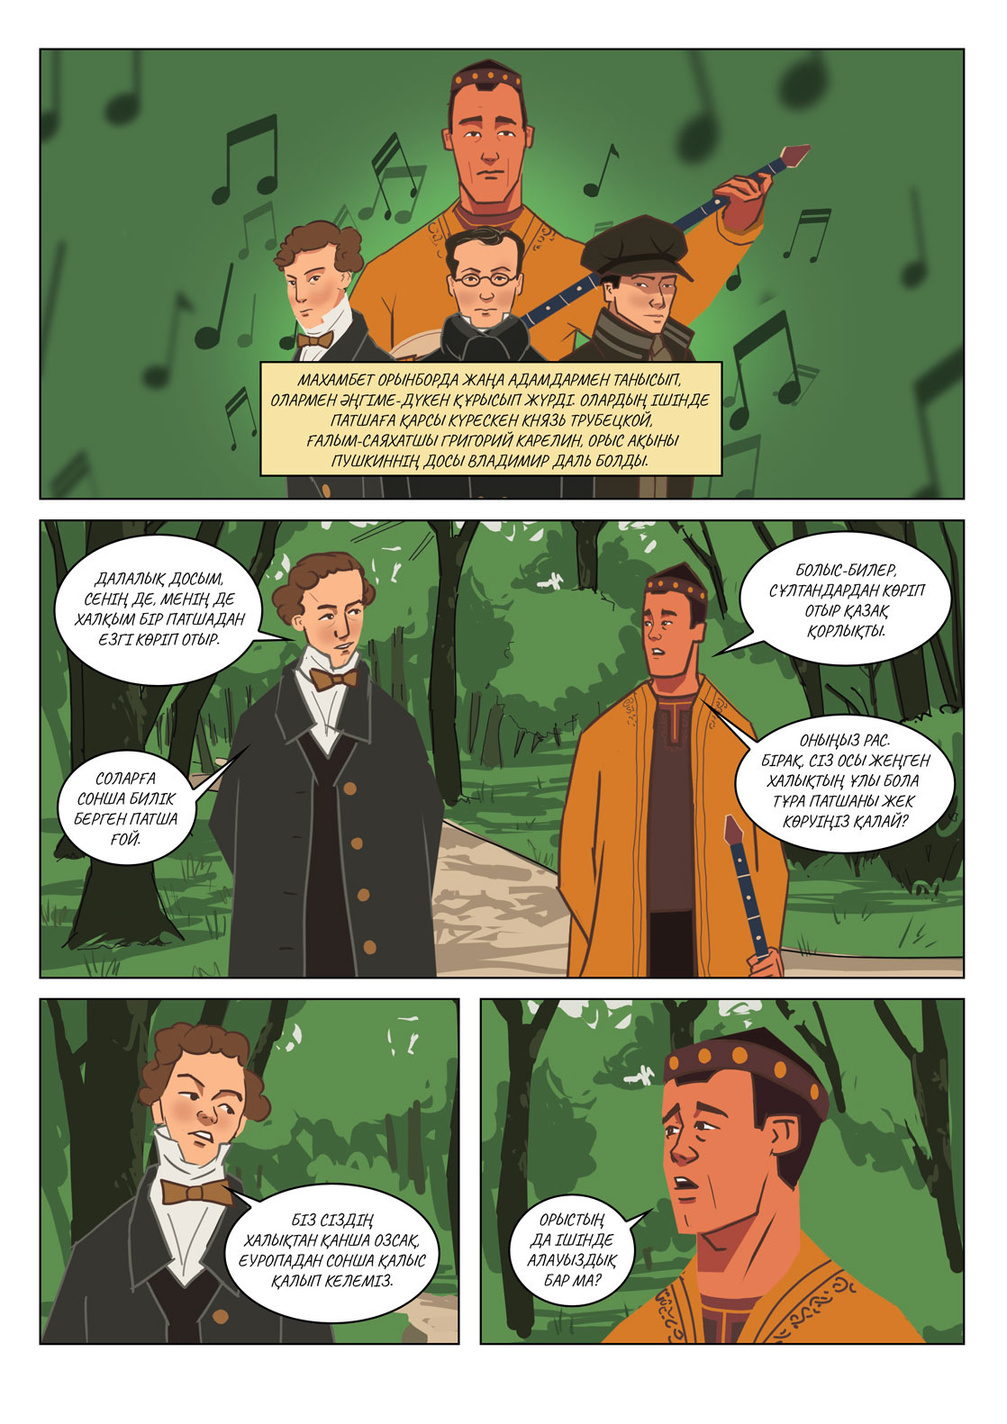 МАХАМБЕТ ОРЫНБОРДА ЖАҢА АДАМДАРМЕН ТАНЫСЫП,
ОЛАРМЕН ӘҢГІМЕ-ДҮКЕН ҚҰРЫСЫП ЖҮРДІ. ОЛАРДЫҢ ІШІНДЕ
ПАТШАҒА ҚАРСЫ КҮРЕСКЕН КНЯЗЬ ТРУБЕЦКОЙ,
ҒАЛЫМ-САЯХАТШЫ ГРИГОРИЙ КАРЕЛИН, ОРЫС АҚЫНЫ
ПУШКИННІҢ ДОСЫ ВЛАДИМИР ДАЛЬ БОЛДЫ.
ДАЛАЛЫҚ ДОСЫМ,
СЕНІҢ ДЕ, МЕНІҢ ДЕ
ХАЛҚЫМ БІР ПАТШАДАН
ЕЗГІ КӨРІП ОТЫР.
БОЛЫС-БИЛЕР,
СҰЛТАНДАРДАН КӨРІП
ОТЫР ҚАЗАҚ
ҚОРЛЫҚТЫ.
СОЛАРҒА
СОНША БИЛІК
БЕРГЕН ПАТША
ҒОЙ.
ОНЫҢЫЗ РАС.
БІРАҚ, СІЗ ОСЫ ЖЕҢГЕН
ХАЛЫҚТЫҢ ҰЛЫ БОЛА
ТҰРА ПАТШАНЫ ЖЕК
КӨРУІҢІЗ ҚАЛАЙ?
БІЗ СІЗДІҢ
ХАЛЫҚТАН ҚАНША ОЗСАҚ,
ЕУРОПАДАН СОНША ҚАЛЫС
ҚАЛЫП КЕЛЕМІЗ.
ОРЫСТЫҢ
ДА ІШІНДЕ
АЛАУЫЗДЫҚ
БАР МА?